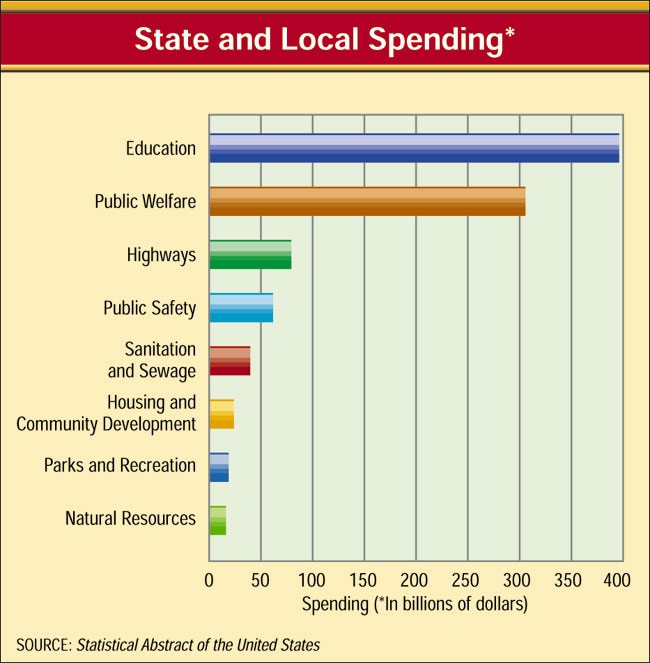 State and Local Spending*
Education
Public Welfare
Highways
Public Safety
Sanitation
and Sewage
Housing and
Community Development
Parks and Recreation
Natural Resources
0 50 100 150 200 250 300 350 400
Spending (*In billions of dollars)
SOURCE: Statistical Abstract of the United States